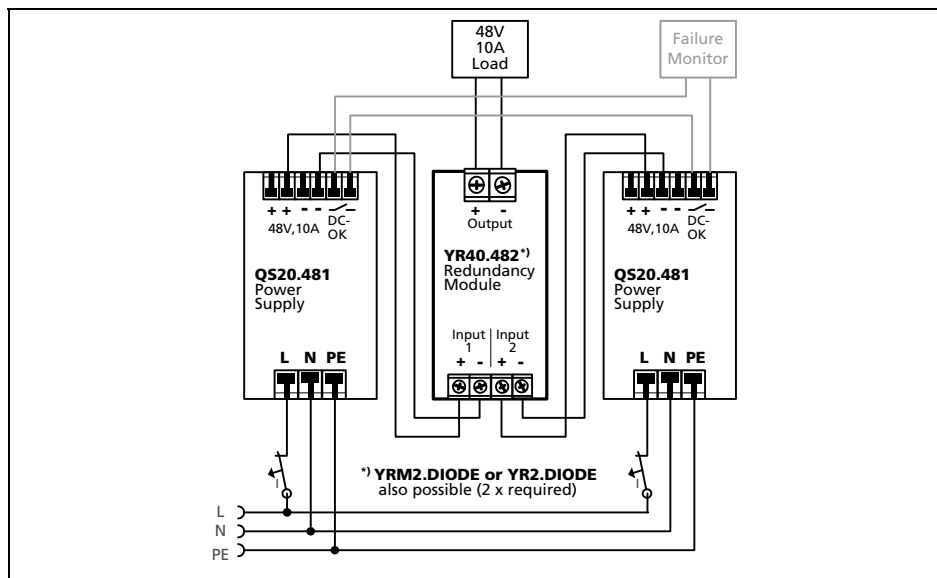 48V
10A
Load
Failure
Monitor
+ + - -
DC-
OK
48V,10A
QS20.481
Power
Supply
L N PE
+ -
Output
YR40.482*)
Redundancy
Module
Input
1
Input
2
+ - + -
+ + - -
DC-
OK
48V,10A
QS20.481
Power
Supply
L N PE
I
I
*) YRM2.DIODE or YR2.DIODE
also possible (2 x required)
L
N
PE